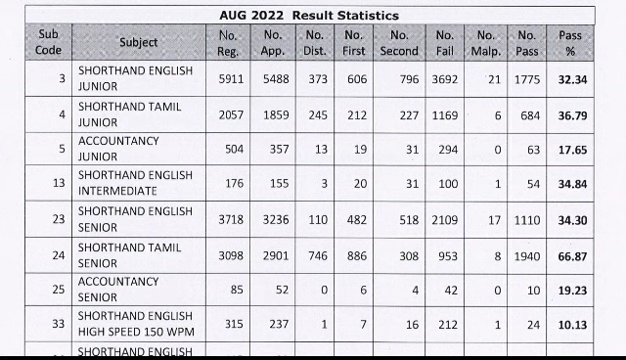 AUG 2022 Result Statistics
Sub Code Subject No. Reg. No. App. No. Dist. No. First No. Second No. Fail No. Malp. No. Pass Pass %
3 SHORTHAND ENGLISH JUNIOR 5911 5488 373 606 796 3692 21 1775 32.34
4 SHORTHAND TAMIL JUNIOR 2057 1859 245 212 227 1169 6 684 36.79
5 ACCOUNTANCY JUNIOR 504 357 13 19 31 294 0 63 17.65
13 SHORTHAND ENGLISH INTERMEDIATE 176 155 3 20 31 100 1 54 34.84
23 SHORTHAND ENGLISH SENIOR 3718 3236 110 482 518 2109 17 1110 34.30
24 SHORTHAND TAMIL SENIOR 3098 2901 746 886 308 953 8 1940 66.87
25 ACCOUNTANCY SENIOR 85 52 0 6 4 42 0 10 19.23
33 SHORTHAND ENGLISH HIGH SPEED 150 WPM 315 237 1 7 16 212 1 24 10.13
SHORTHAND ENGLISH